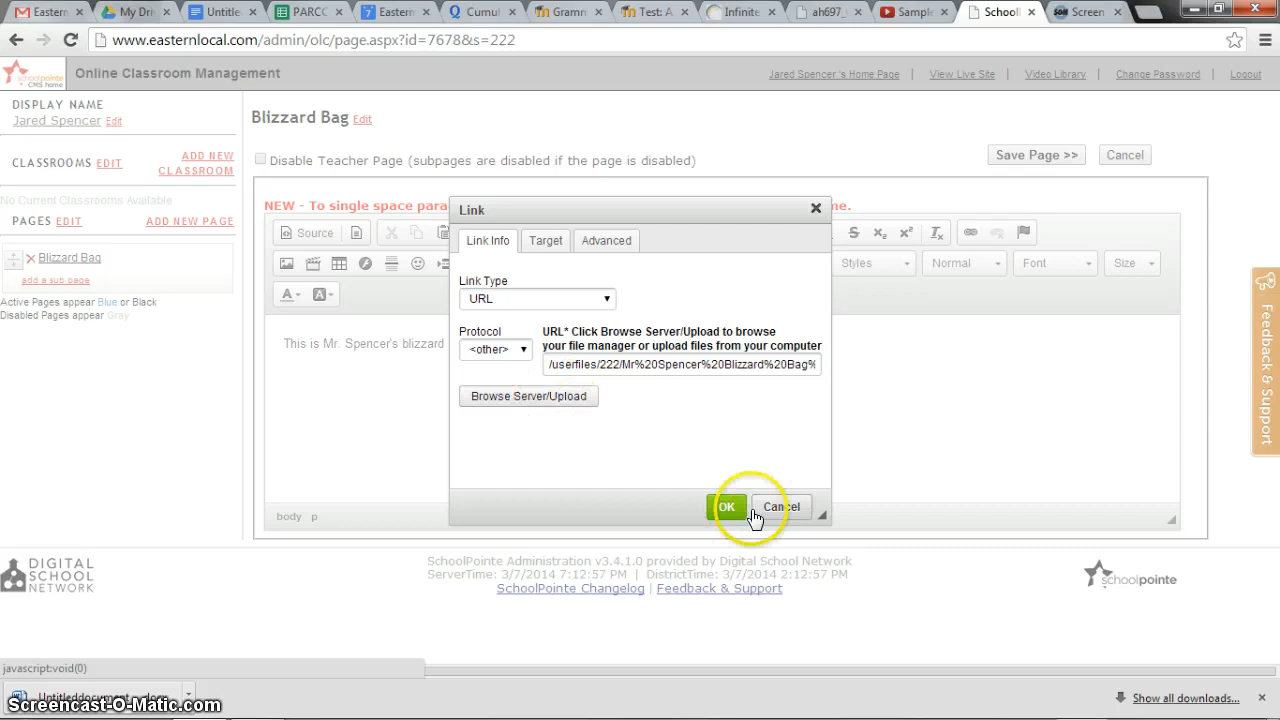 Eastern
My Dri
Untitle
PARCC
Eastern
Cumul
Gramn
Test: A
Infinite
ah697_
Sample
Schooll
Screen
www.easternlocal.com/admin/olc/page.aspx?id=7678&s=222
schoolpointe
CMS home
Online Classroom Management
Jared Spencer 's Home Page | View Live Site | Video Library | Change Password | Logout
DISPLAY NAME
Jared Spencer Edit
CLASSROOMS EDIT
ADD NEW CLASSROOM
No Current Classrooms Available
PAGES EDIT
ADD NEW PAGE
Blizzard Bag
add a sub page
Active Pages appear Blue or Black
Disabled Pages appear Gray
Blizzard Bag Edit
Disable Teacher Page (subpages are disabled if the page is disabled)
Save Page >>
Cancel
NEW - To single space para
me.
Source
Styles
Normal
Font
Size
This is Mr. Spencer's blizzard
body p
Link
Link Info
Target
Advanced
Link Type
URL
Protocol
<other>
URL* Click Browse Server/Upload to browse
your file manager or upload files from your computer
/userfiles/222/Mr%20Spencer%20Blizzard%20Bag%
Browse Server/Upload
OK
Cancel
Feedback & Support
DIGITAL
SCHOOL
NETWORK
SchoolPointe Administration v3.4.1.0 provided by Digital School Network
ServerTime: 3/7/2014 7:12:57 PM | DistrictTime: 3/7/2014 2:12:57 PM
SchoolPointe Changelog | Feedback & Support
schoolpointe
javascript:void(0)
Show all downloads...
Screencast-O-Matic.com